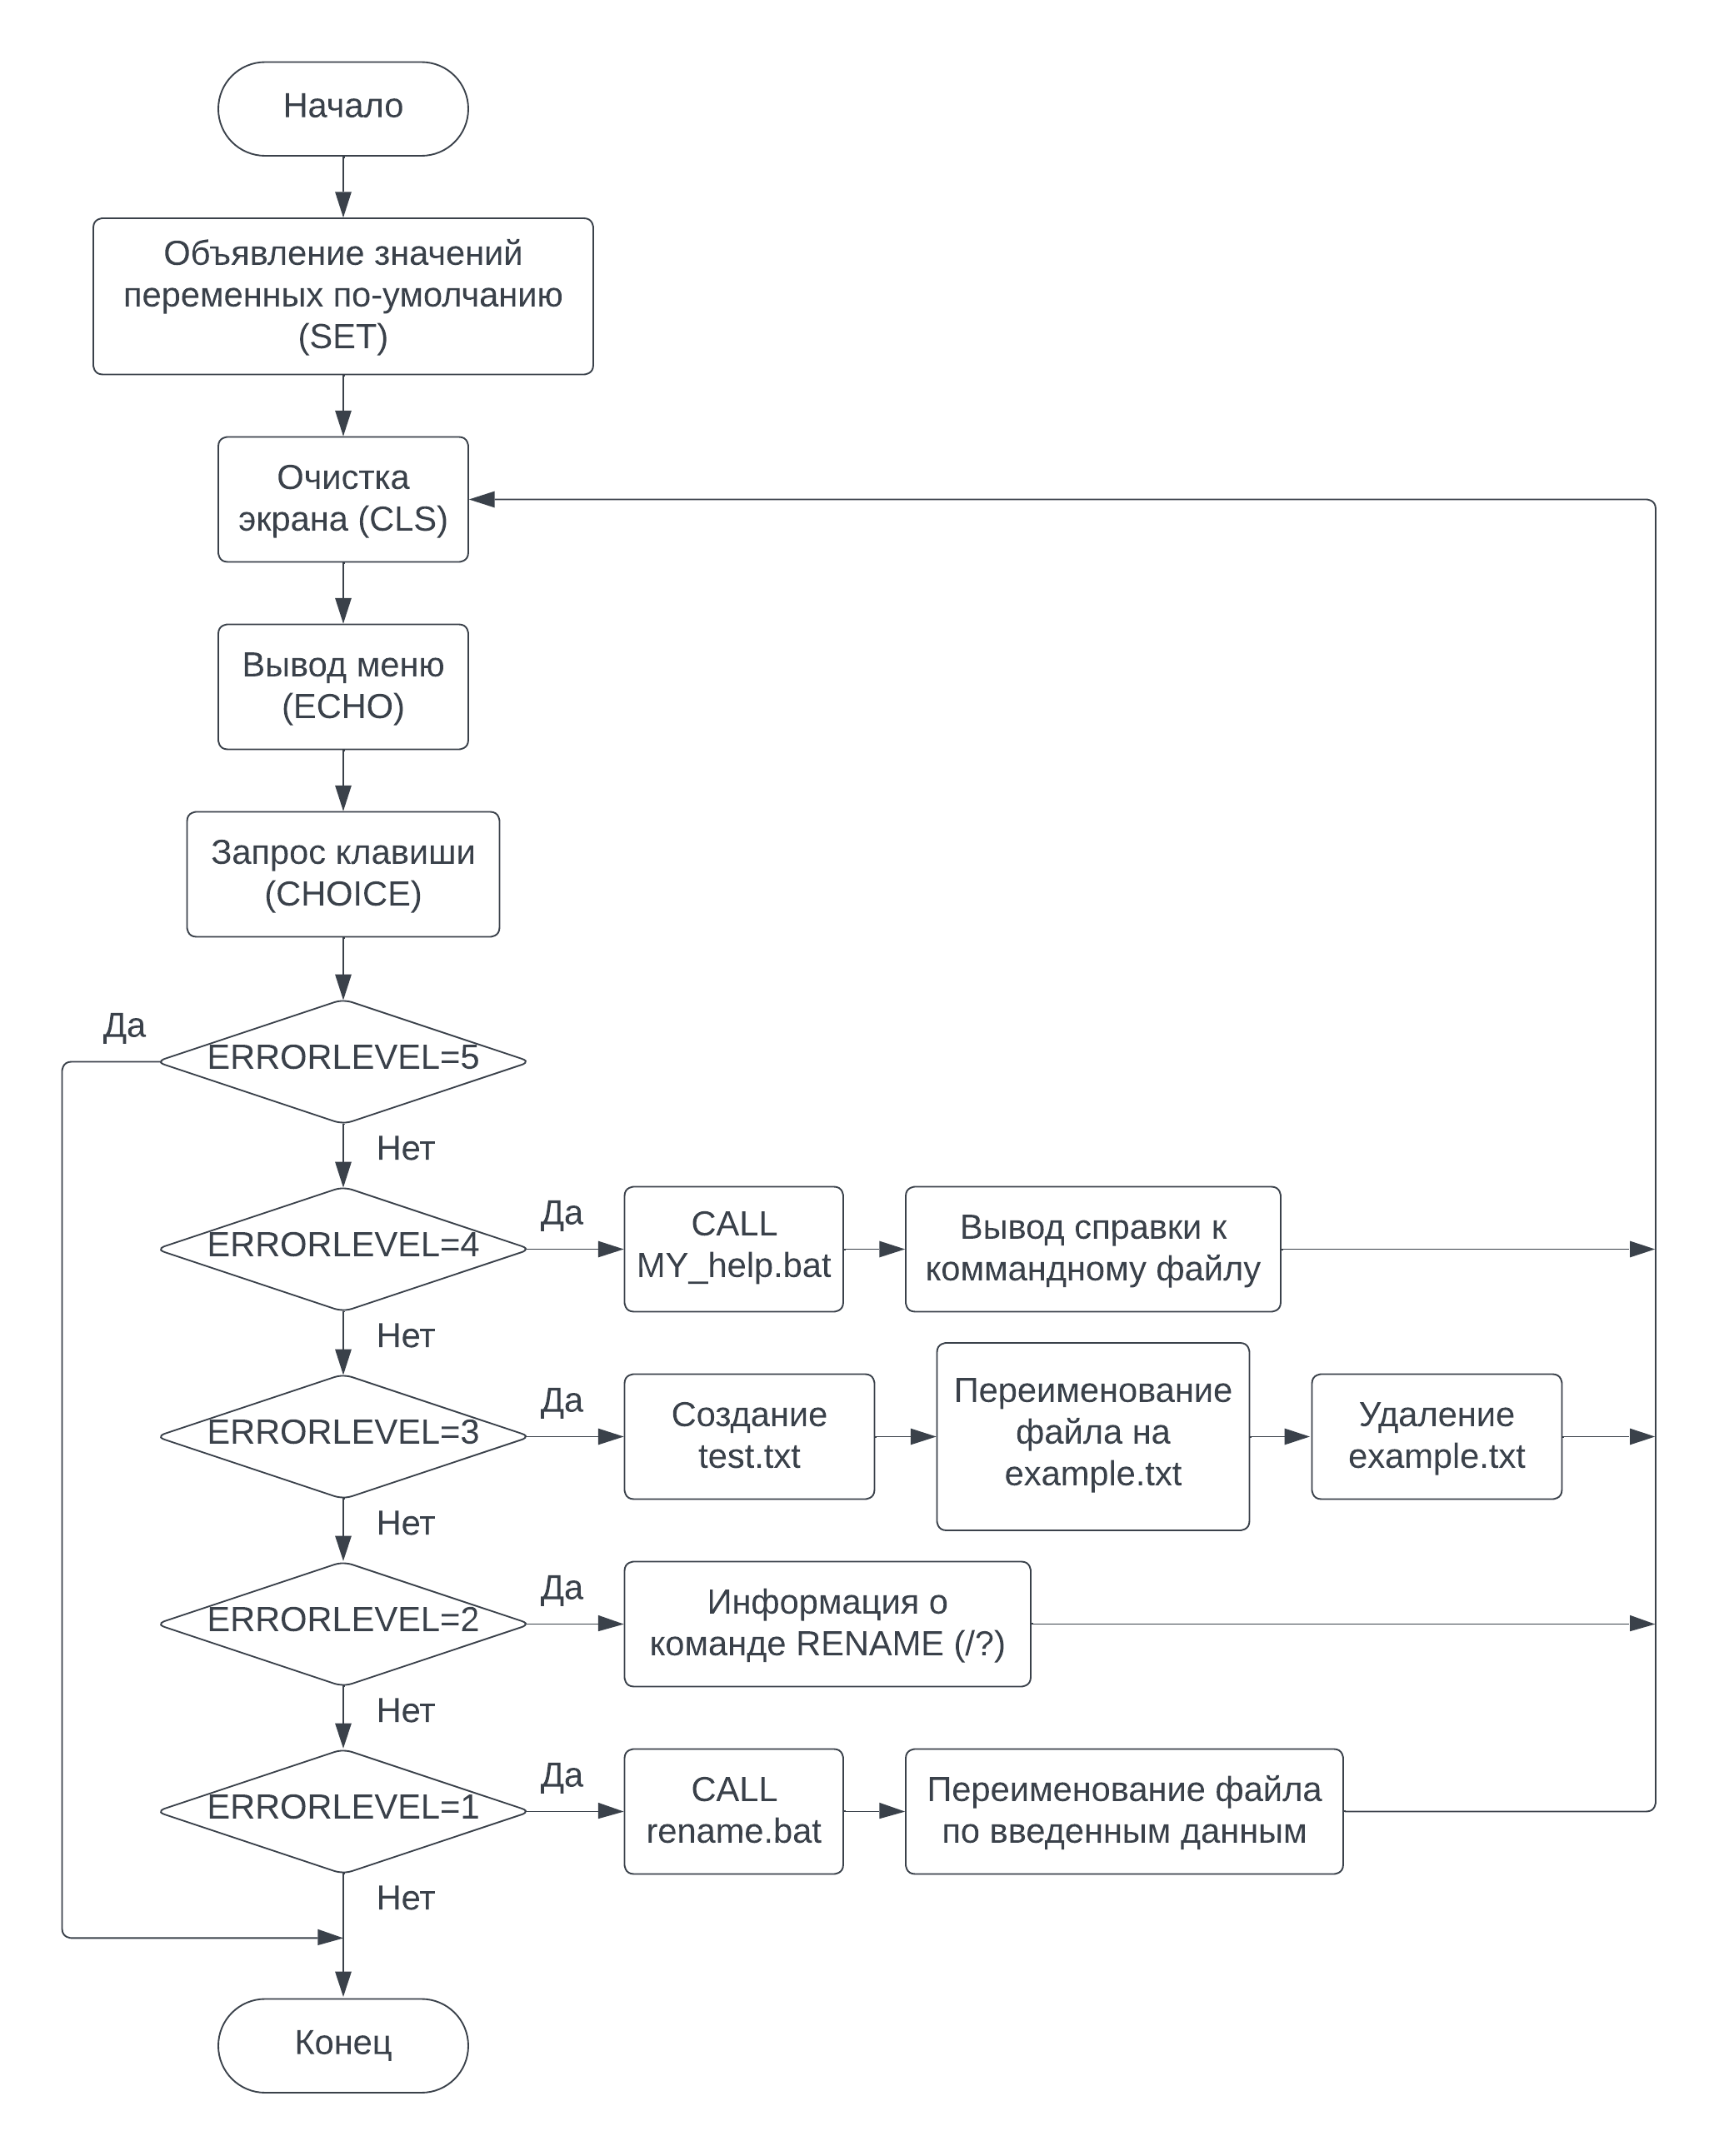 Начало
Объявление значений
переменных по-умолчанию
(SET)
Очистка
экрана (CLS)
Вывод меню
(ECHO)
Запрос клавиши
(CHOICE)
Да
ERRORLEVEL=5
Нет
ERRORLEVEL=4
Да
CALL
MY_help.bat
Вывод справки к
коммандному файлу
Нет
ERRORLEVEL=3
Да
Создание
test.txt
Переименование
файла на
example.txt
Удаление
example.txt
Нет
ERRORLEVEL=2
Да
Информация о
команде RENAME (/?)
Нет
ERRORLEVEL=1
Да
CALL
rename.bat
Переименование файла
по введенным данным
Нет
Конец